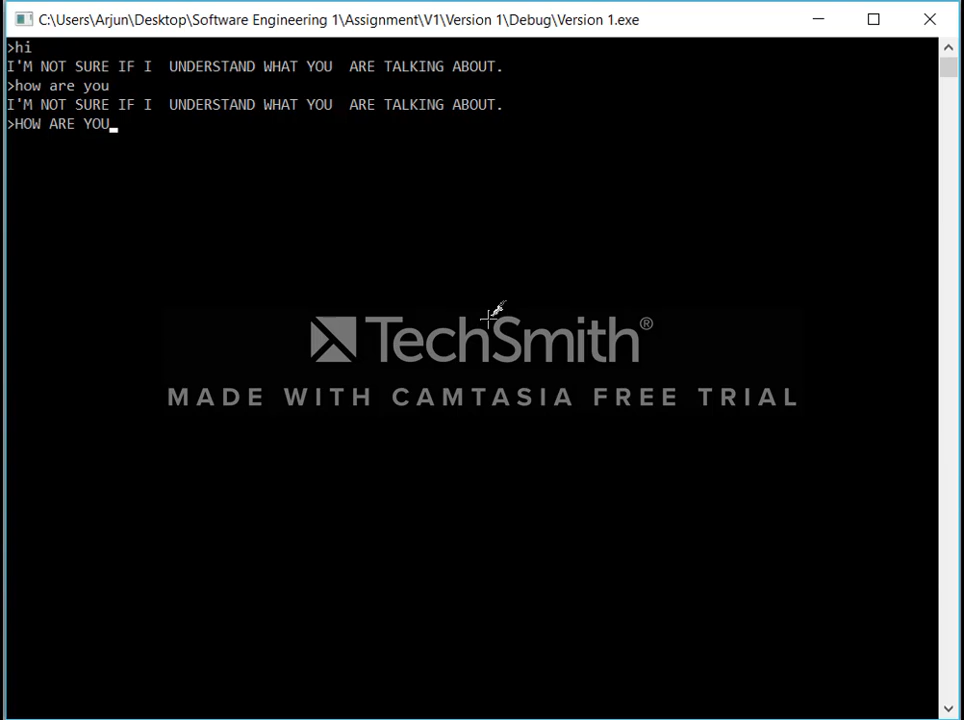 C:\Users\Arjun\Desktop\Software Engineering 1\Assignment\V1\Version 1\Debug\Version 1.exe
>hi
I'M NOT SURE IF I  UNDERSTAND WHAT YOU  ARE TALKING ABOUT.
>how are you
I'M NOT SURE IF I  UNDERSTAND WHAT YOU  ARE TALKING ABOUT.
>HOW ARE YOU
TechSmith®
MADE WITH CAMTASIA FREE TRIAL